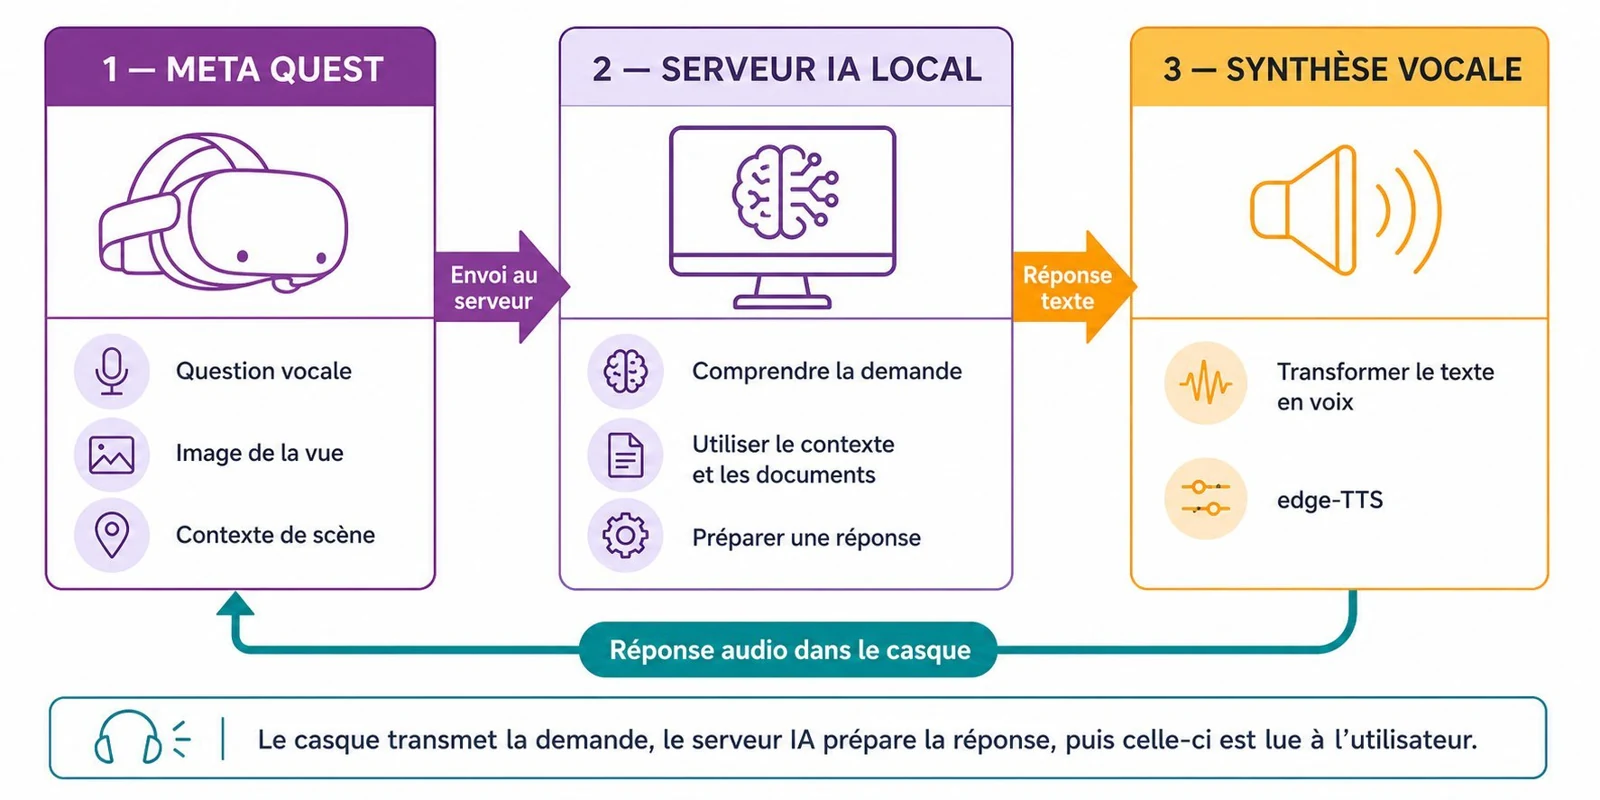 1 — META QUEST
Question vocale
Image de la vue
Contexte de scène
Envoi au
serveur
2 — SERVEUR IA LOCAL
Comprendre la demande
Utiliser le contexte
et les documents
Préparer une réponse
Réponse
texte
3 — SYNTHÈSE VOCALE
Transformer le texte
en voix
edge-TTS
Réponse audio dans le casque
Le casque transmet la demande, le serveur IA prépare la réponse, puis celle-ci est lue à l'utilisateur.